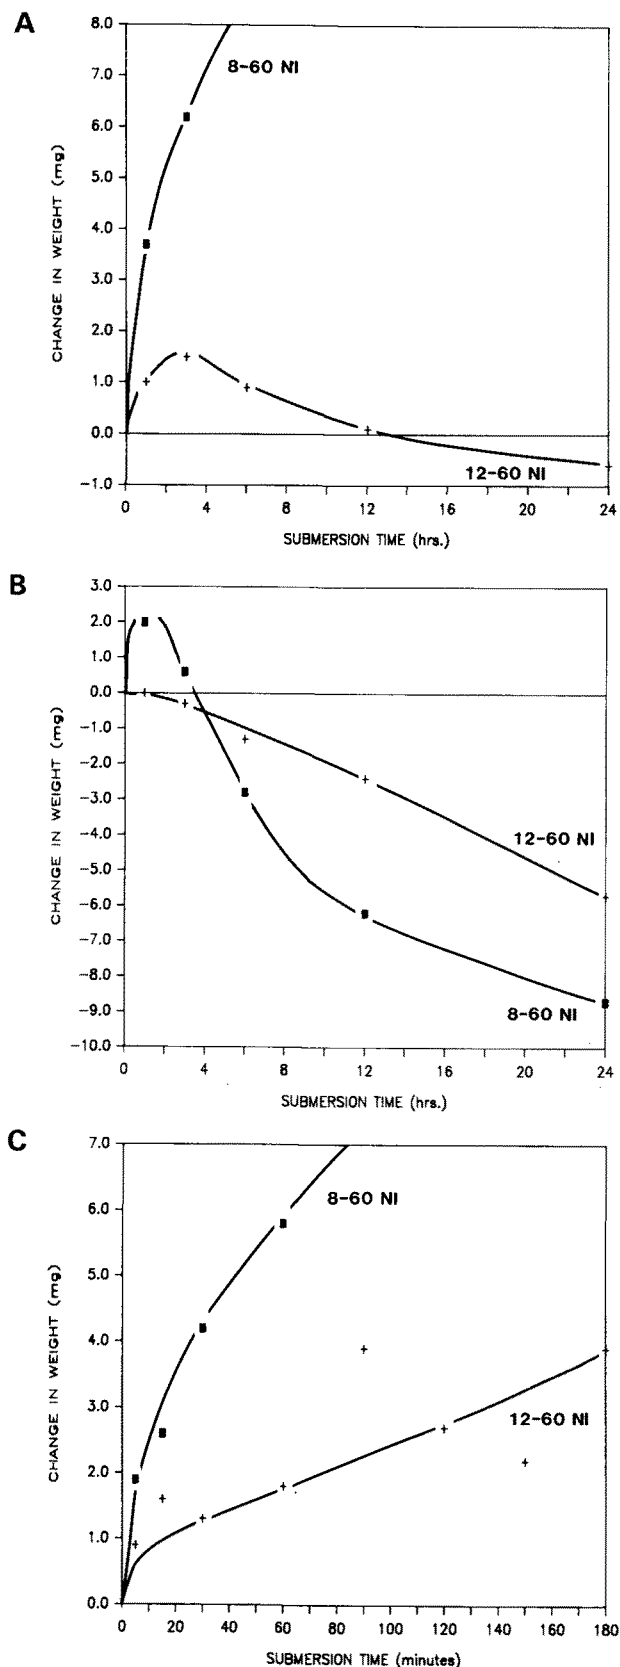 A
8.0
7.0
6.0
5.0
4.0
3.0
2.0
1.0
0.0
-1.0
CHANGE IN WEIGHT (mg)
8-60 NI
12-60 NI
0 4 8 12 16 20 24
SUBMERSION TIME (hrs.)
B
3.0
2.0
1.0
0.0
-1.0
-2.0
-3.0
-4.0
-5.0
-6.0
-7.0
-8.0
-9.0
-10.0
CHANGE IN WEIGHT (mg)
12-60 NI
8-60 NI
0 4 8 12 16 20 24
SUBMERSION TIME (hrs.)
C
7.0
6.0
5.0
4.0
3.0
2.0
1.0
0.0
CHANGE IN WEIGHT (mg)
8-60 NI
12-60 NI
0 20 40 60 80 100 120 140 160 180
SUBMERSION TIME (minutes)